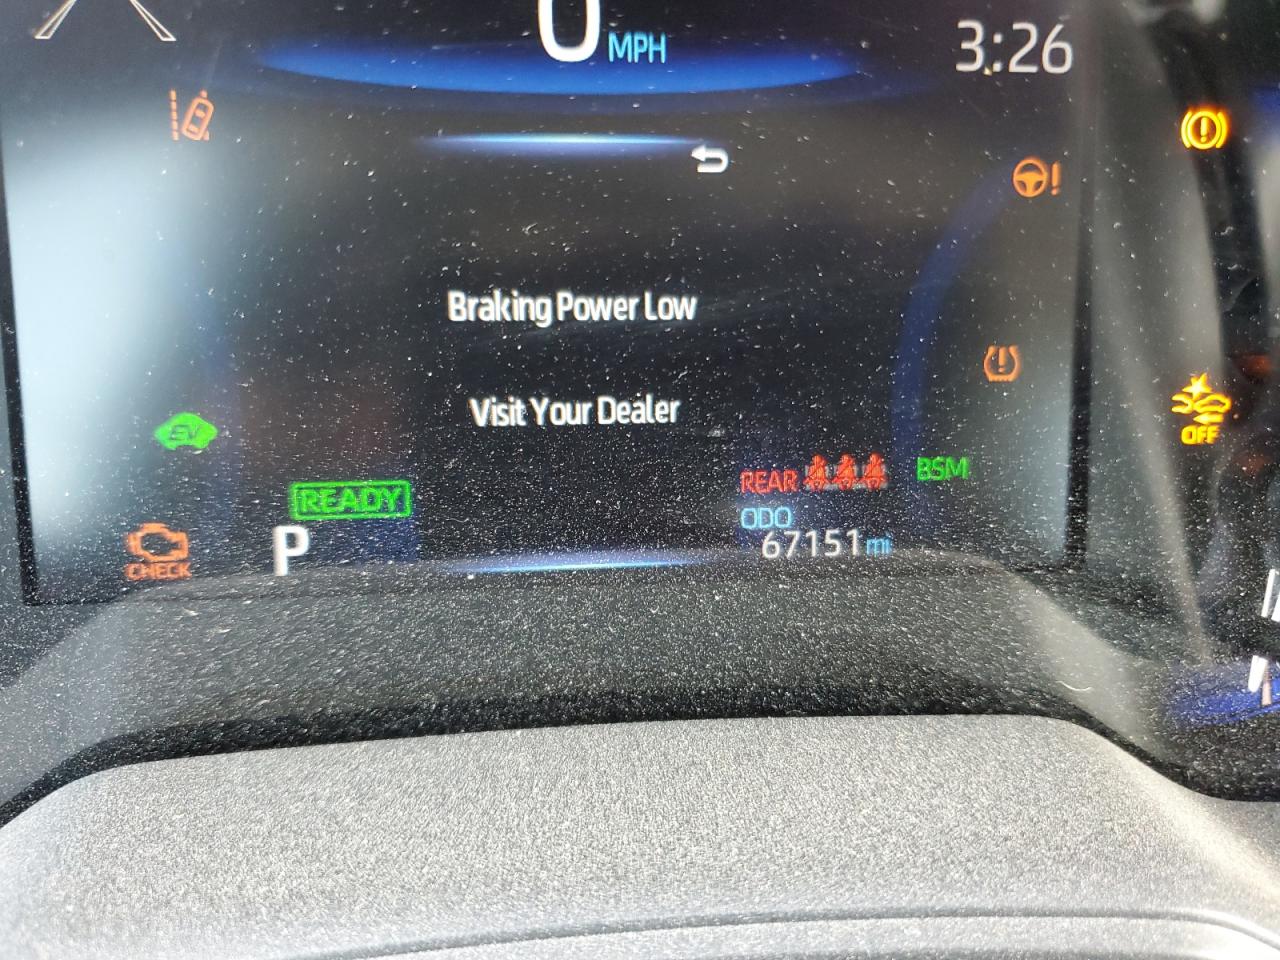 0 MPH
3:26
Braking Power Low
Visit Your Dealer
EV
READY
REAR
BSM
OFF
ODO
67151 mi
CHECK
P